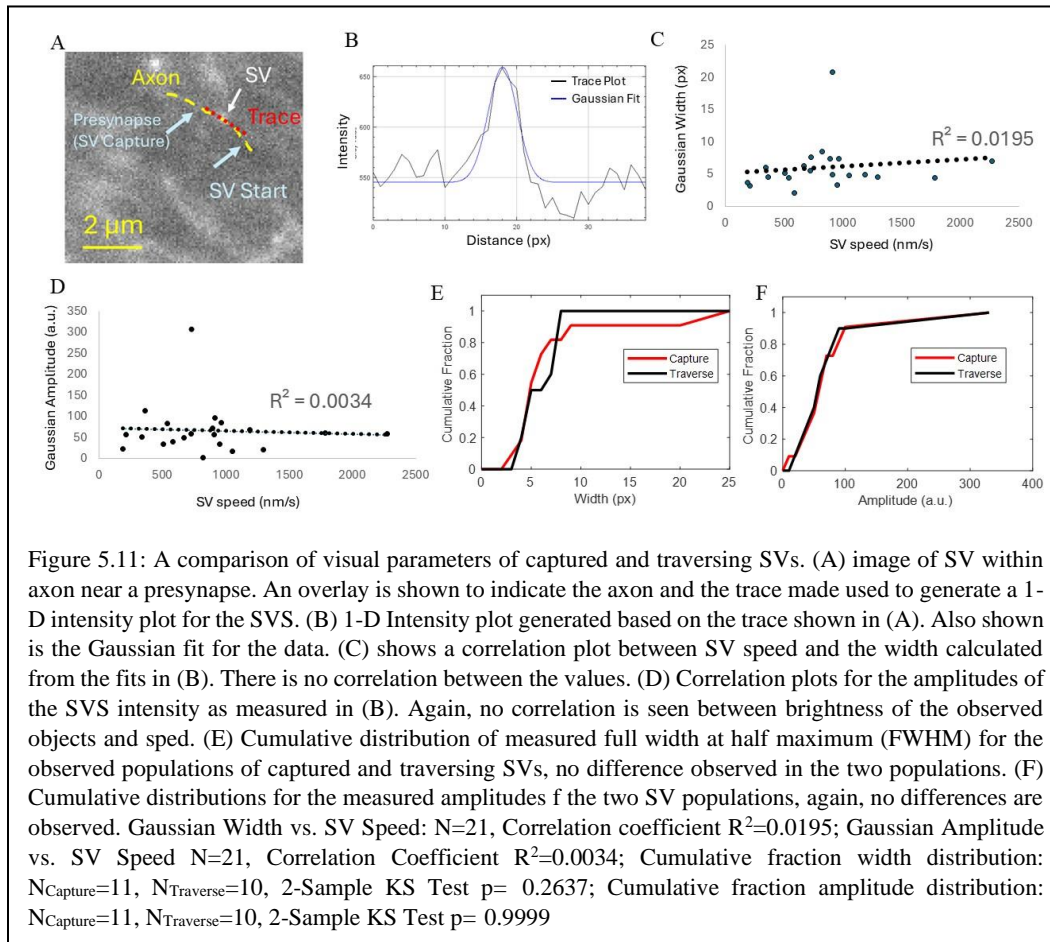 A
Axon
SV
Presynapse
(SV Capture)
Trace
SV Start
2 µm
B
650
600
550
Intensity
Trace Plot
Gaussian Fit
0
10
20
30
Distance (px)
C
25
20
15
10
5
0
Gaussian Width (px)
R² = 0.0195
0
500
1000
1500
2000
2500
SV speed (nm/s)
D
350
300
250
200
150
100
50
0
Gaussian Amplitude (a.u.)
R² = 0.0034
0
500
1000
1500
2000
2500
SV speed (nm/s)
E
1
0.8
0.6
0.4
0.2
0
Cumulative Fraction
Capture
Traverse
0
5
10
15
20
25
Width (px)
F
1
0.8
0.6
0.4
0.2
0
Cumulative Fraction
Capture
Traverse
0
100
200
300
400
Amplitude (a.u.)
Figure 5.11: A comparison of visual parameters of captured and traversing SVs. (A) image of SV within
axon near a presynapse. An overlay is shown to indicate the axon and the trace made used to generate a 1-
D intensity plot for the SVS. (B) 1-D Intensity plot generated based on the trace shown in (A). Also shown
is the Gaussian fit for the data. (C) shows a correlation plot between SV speed and the width calculated
from the fits in (B). There is no correlation between the values. (D) Correlation plots for the amplitudes of
the SVS intensity as measured in (B). Again, no correlation is seen between brightness of the observed
objects and sped. (E) Cumulative distribution of measured full width at half maximum (FWHM) for the
observed populations of captured and traversing SVs, no difference observed in the two populations. (F)
Cumulative distributions for the measured amplitudes f the two SV populations, again, no differences are
observed. Gaussian Width vs. SV Speed: N=21, Correlation coefficient R²=0.0195; Gaussian Amplitude
vs. SV Speed N=21, Correlation Coefficient R²=0.0034; Cumulative fraction width distribution:
NCapture=11, NTraverse=10, 2-Sample KS Test p= 0.2637; Cumulative fraction amplitude distribution:
NCapture=11, NTraverse=10, 2-Sample KS Test p= 0.9999